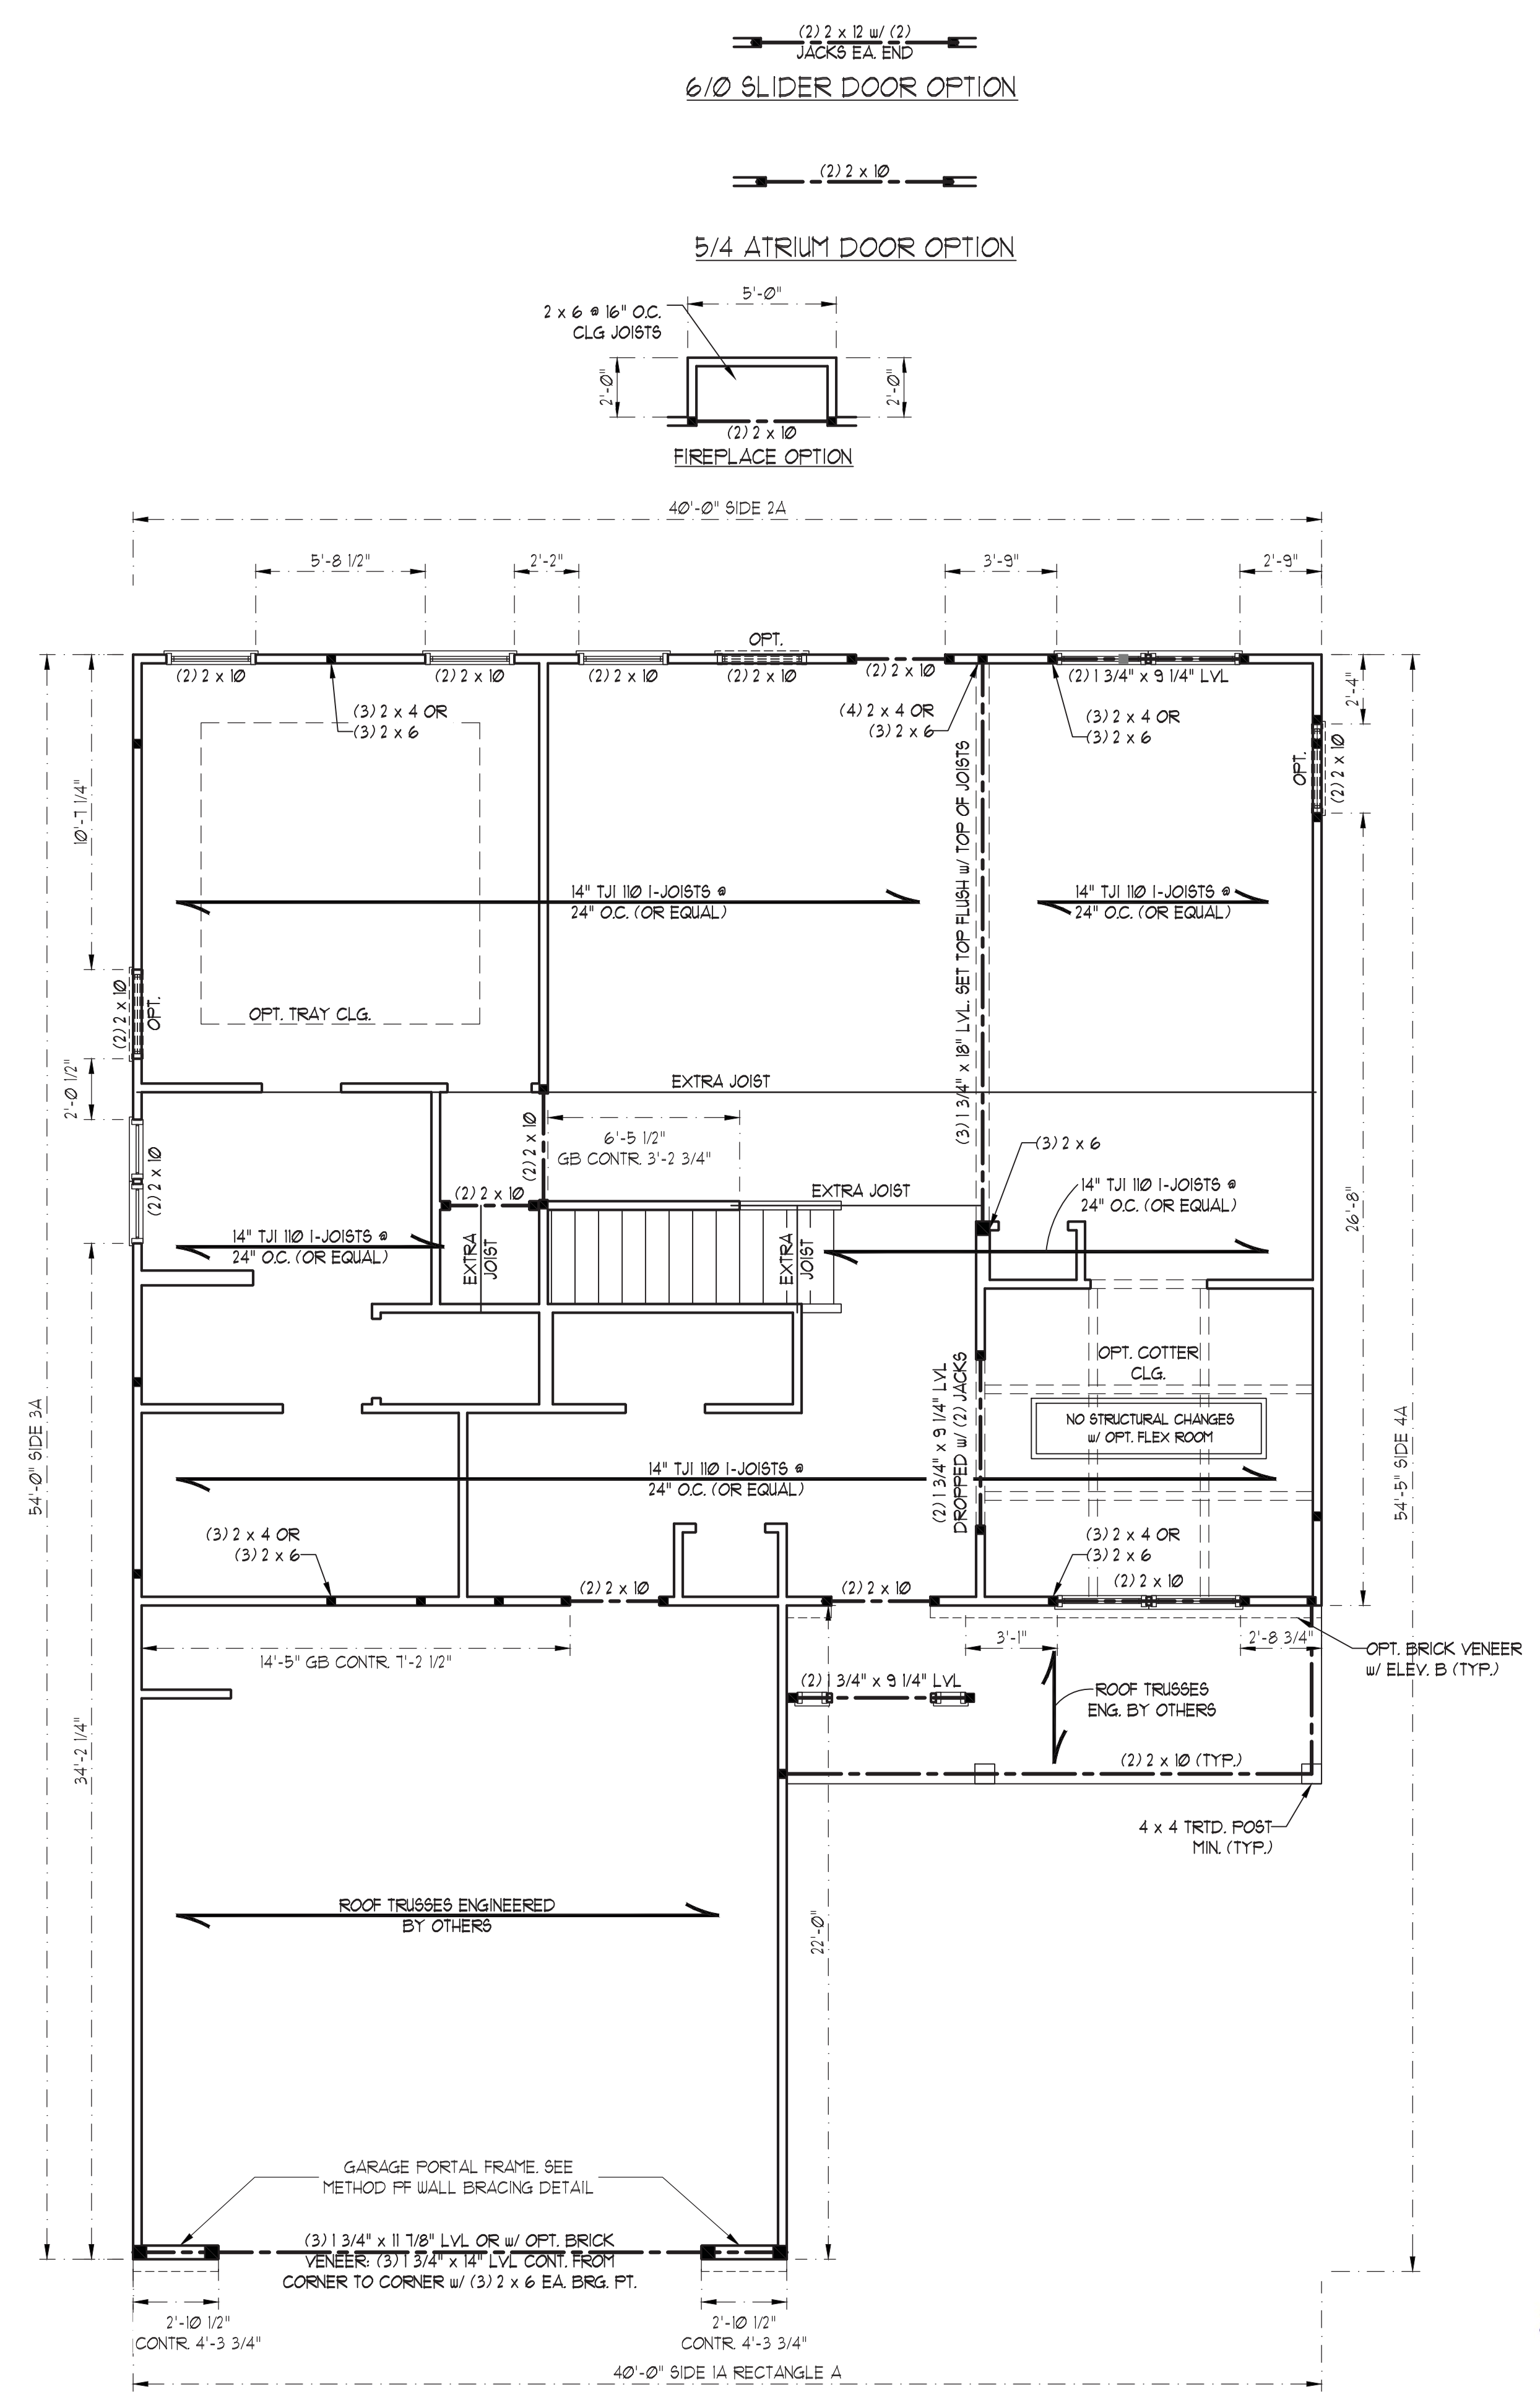 (2) 2 x 12 w/ (2)
JACKS EA. END
6/0 SLIDER DOOR OPTION
(2) 2 x 10
5/4 ATRIUM DOOR OPTION
5'-0"
2 x 6 @ 16" O.C.
CLG JOISTS
2'-0"
2'-0"
(2) 2 x 10
FIREPLACE OPTION
40'-0" SIDE 2A
5'-8 1/2"
2'-2"
3'-9"
2'-9"
OPT.
(2) 2 x 10
(2) 2 x 10
(2) 2 x 10
(2) 2 x 10
(2) 2 x 10
(2) 1 3/4" x 9 1/4" LVL
(3) 2 x 4 OR
(3) 2 x 6
(4) 2 x 4 OR
(3) 2 x 6
(3) 2 x 4 OR
(3) 2 x 6
2'-4"
OPT.
(2) 2 x 10
10'-7 1/4"
14" TJI 110 I-JOISTS @
24" O.C. (OR EQUAL)
(3) 1 3/4" x 18" LVL. SET TOP FLUSH w/ TOP OF JOISTS
14" TJI 110 I-JOISTS @
24" O.C. (OR EQUAL)
(2) 2 x 10
OPT.
OPT. TRAY CLG.
2'-0 1/2"
EXTRA JOIST
(2) 2 x 10
6'-5 1/2"
GB CONTR. 3'-2 3/4"
(3) 2 x 6
(2) 2 x 10
(2) 2 x 10
EXTRA JOIST
14" TJI 110 I-JOISTS @
24" O.C. (OR EQUAL)
26'-8"
14" TJI 110 I-JOISTS @
24" O.C. (OR EQUAL)
EXTRA
JOIST
EXTRA
JOIST
54'-0" SIDE 3A
(2) 1 3/4" x 9 1/4" LVL
DROPPED w/ (2) JACKS
OPT. COTTER
CLG.
NO STRUCTURAL CHANGES
w/ OPT. FLEX ROOM
54'-5" SIDE 4A
14" TJI 110 I-JOISTS @
24" O.C. (OR EQUAL)
(3) 2 x 4 OR
(3) 2 x 6
(3) 2 x 4 OR
(3) 2 x 6
(2) 2 x 10
(2) 2 x 10
(2) 2 x 10
14'-5" GB CONTR. 7'-2 1/2"
3'-1"
2'-8 3/4"
OPT. BRICK VENEER
w/ ELEV. B (TYP.)
(2) 1 3/4" x 9 1/4" LVL
ROOF TRUSSES
ENG. BY OTHERS
34'-2 1/4"
(2) 2 x 10 (TYP.)
4 x 4 TRTD. POST
MIN. (TYP.)
ROOF TRUSSES ENGINEERED
BY OTHERS
22'-0"
GARAGE PORTAL FRAME. SEE
METHOD PF WALL BRACING DETAIL
(3) 1 3/4" x 11 7/8" LVL OR w/ OPT. BRICK
VENEER: (3) 1 3/4" x 14" LVL CONT. FROM
CORNER TO CORNER w/ (3) 2 x 6 EA. BRG. PT.
2'-10 1/2"
CONTR. 4'-3 3/4"
2'-10 1/2"
CONTR. 4'-3 3/4"
40'-0" SIDE 1A RECTANGLE A